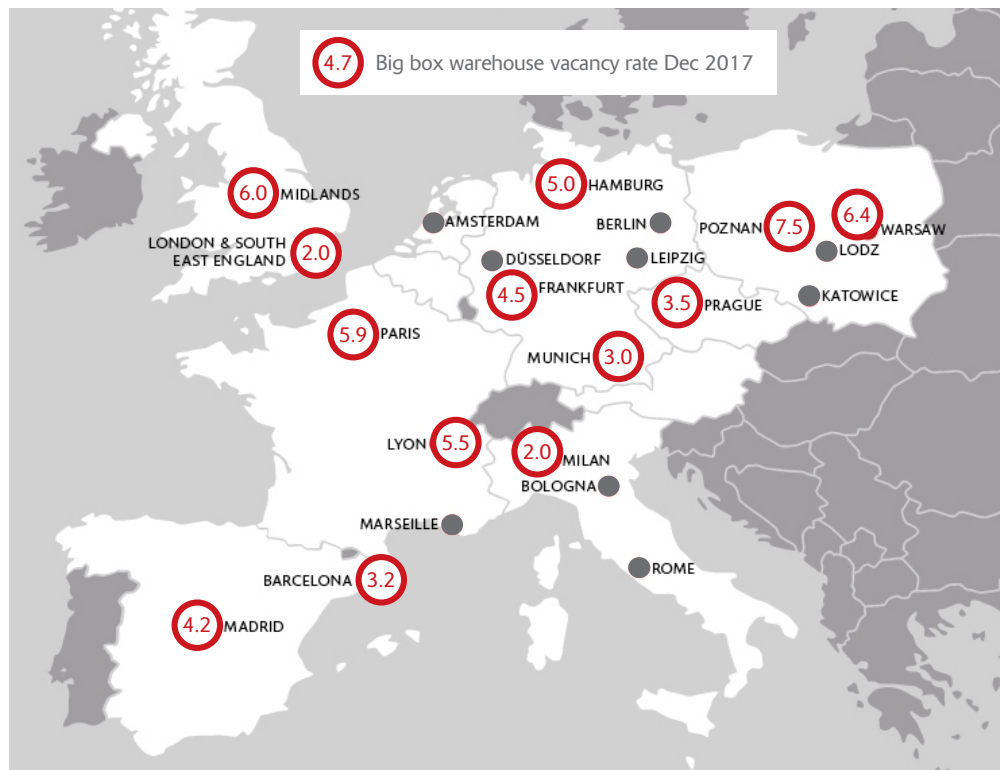 4.7 Big box warehouse vacancy rate Dec 2017
5.0 HAMBURG
6.0 MIDLANDS
AMSTERDAM
BERLIN
POZNAN 7.5
6.4
WARSAW
LONDON & SOUTH
EAST ENGLAND 2.0
LODZ
DÜSSELDORF
LEIPZIG
4.5 FRANKFURT
3.5 PRAGUE
KATOWICE
5.9 PARIS
MUNICH 3.0
LYON 5.5
2.0 MILAN
BOLOGNA
MARSEILLE
ROME
BARCELONA 3.2
4.2 MADRID